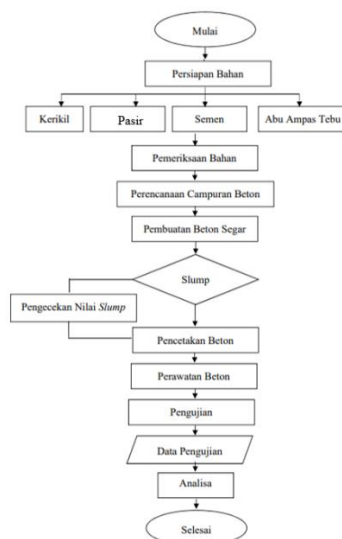 Mulai
Persiapan Bahan
Kerikil
Pasir
Semen
Abu Ampas Tebu
Pemeriksaan Bahan
Perencanaan Campuran Beton
Pembuatan Beton Segar
Slump
Pengecekan Nilai Slump
Pencetakan Beton
Perawatan Beton
Pengujian
Data Pengujian
Analisa
Selesai